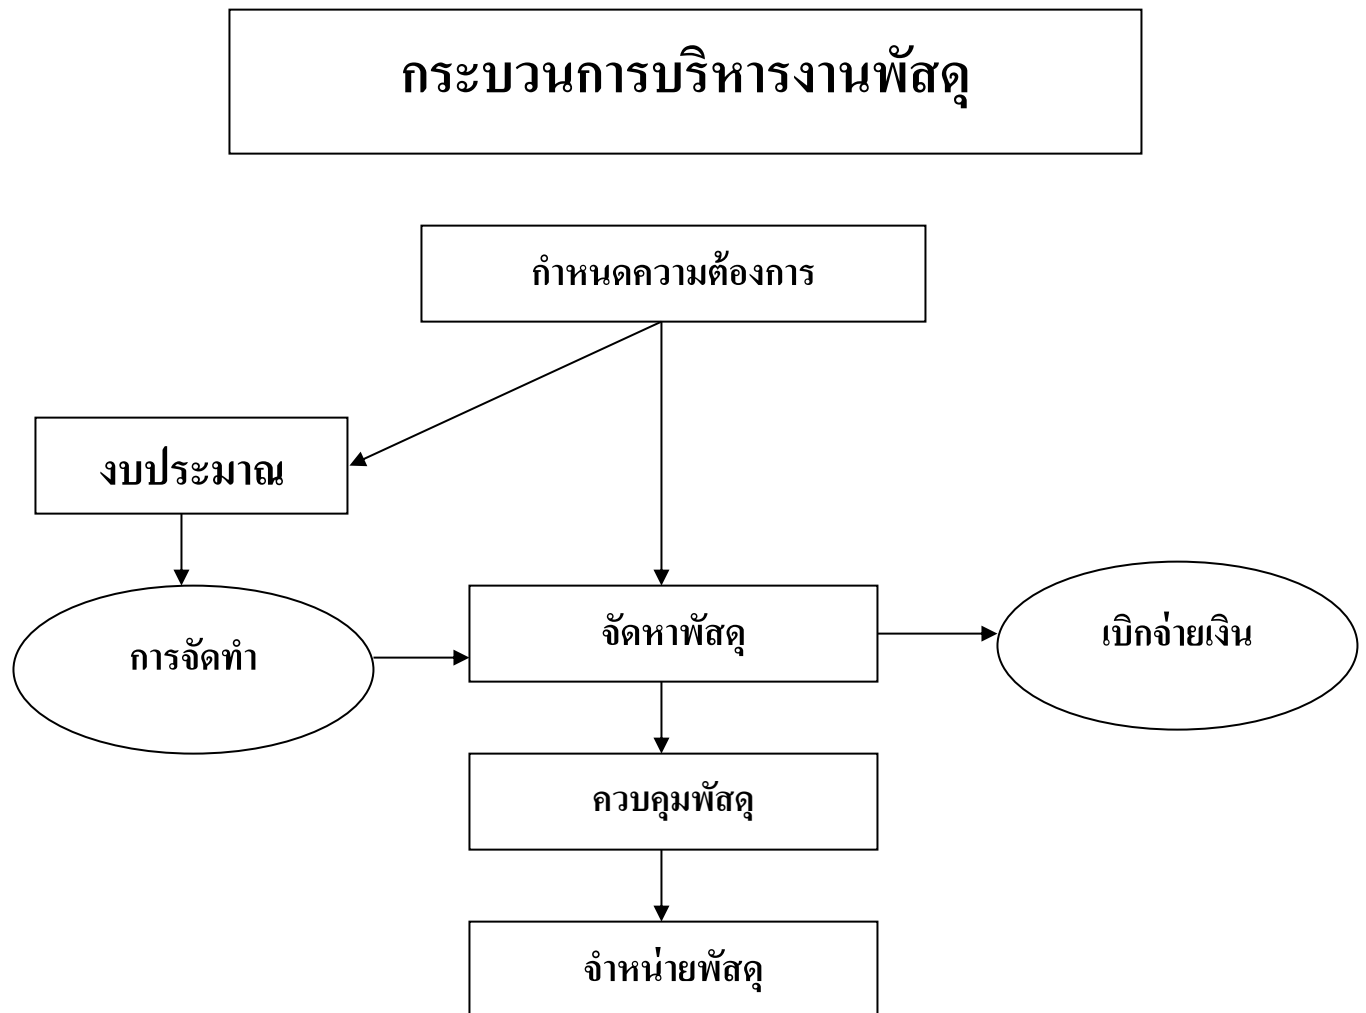 กระบวนการบริหารงานพัสดุ
กำหนดความต้องการ
งบประมาณ
การจัดทำ
จัดหาพัสดุ
เบิกจ่ายเงิน
ควบคุมพัสดุ
จำหน่ายพัสดุ